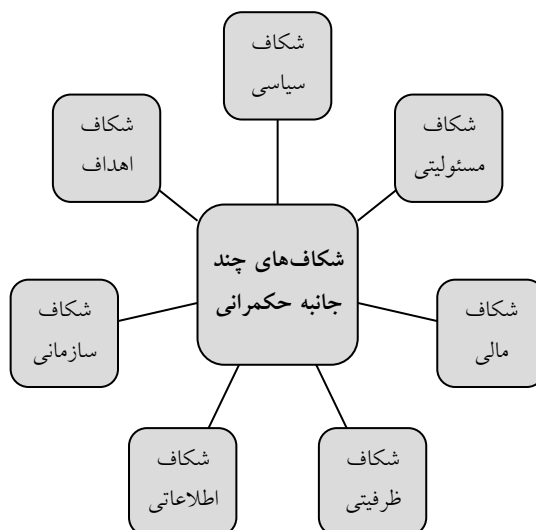 شکاف
سیاسی
شکاف
مسئولیتی
شکاف
اهداف
شکاف‌های چند
جانبه حکمرانی
شکاف
مالی
شکاف
سازمانی
شکاف
ظرفیتی
شکاف
اطلاعاتی